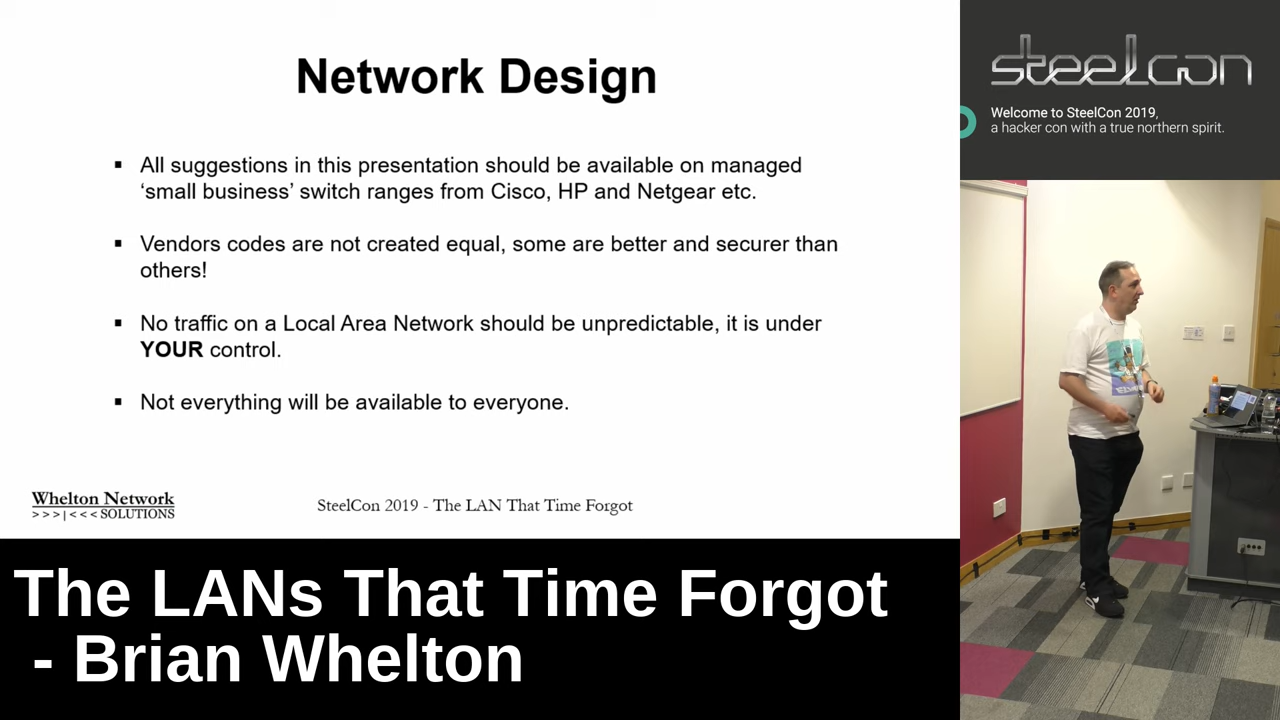 Network Design
▪ All suggestions in this presentation should be available on managed
‘small business’ switch ranges from Cisco, HP and Netgear etc.
▪ Vendors codes are not created equal, some are better and securer than
others!
▪ No traffic on a Local Area Network should be unpredictable, it is under
YOUR control.
▪ Not everything will be available to everyone.
Whelton Network
>>>|<<< SOLUTIONS
SteelCon 2019 - The LAN That Time Forgot
The LANs That Time Forgot
- Brian Whelton
steelcon
Welcome to SteelCon 2019,
a hacker con with a true northern spirit.